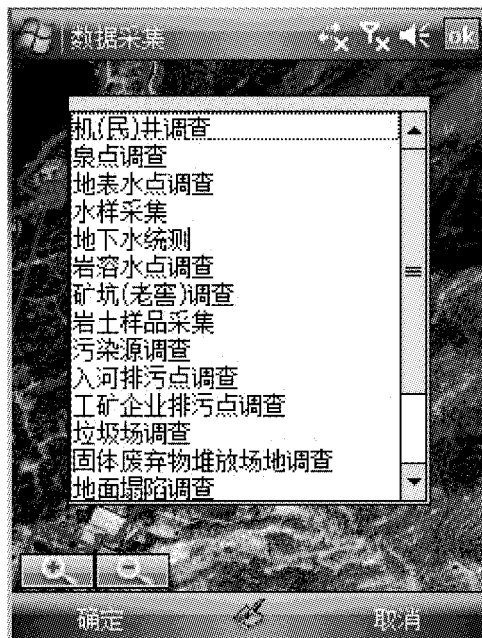 数据采集 ok
机(民)井调查
泉点调查
地表水点调查
水样采集
地下水统测
岩溶水点调查
矿坑(老窖)调查
岩土样品采集
污染源调查
入河排污点调查
工矿企业排污点调查
垃圾场调查
固体废弃物堆放场地调查
地面塌陷调查
确定 取消